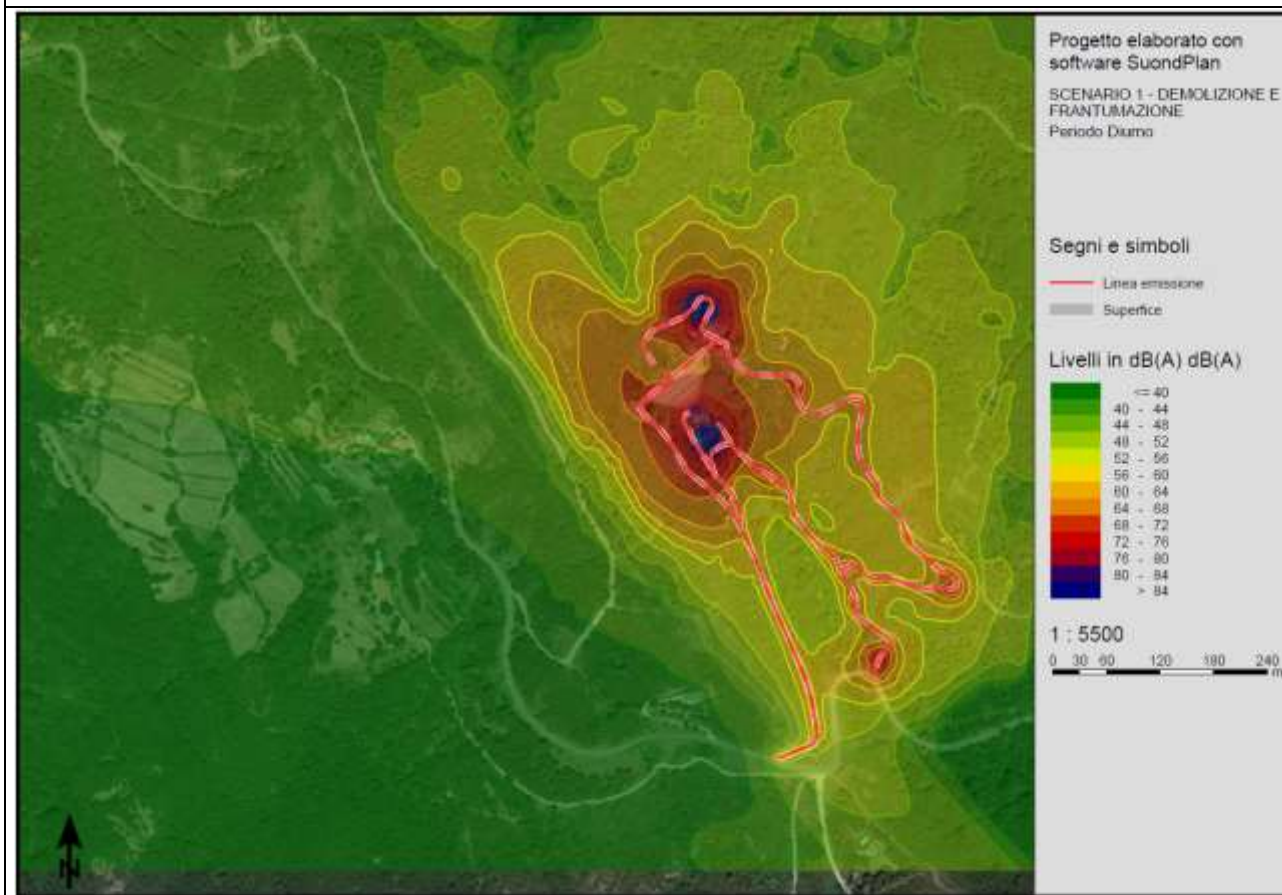 Progetto elaborato con
software SuondPlan
SCENARIO 1 - DEMOLIZIONE E
FRANTUMAZIONE
Periodo Diurno
Segni e simboli
Linea emissione
Superfice
Livelli in dB(A) dB(A)
<= 40
40 - 44
44 - 48
48 - 52
52 - 56
56 - 60
60 - 64
64 - 68
68 - 72
72 - 76
76 - 80
80 - 84
> 84
1 : 5500
0 30 60 120 180 240
m
N